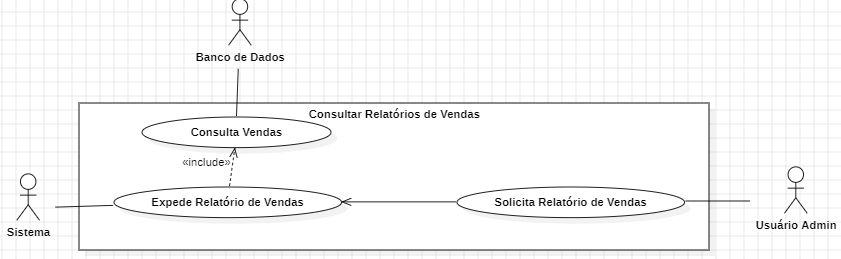 Banco de Dados
Consultar Relatórios de Vendas
Consulta Vendas
«include»
Expede Relatório de Vendas
Solicita Relatório de Vendas
Sistema
Usuário Admin